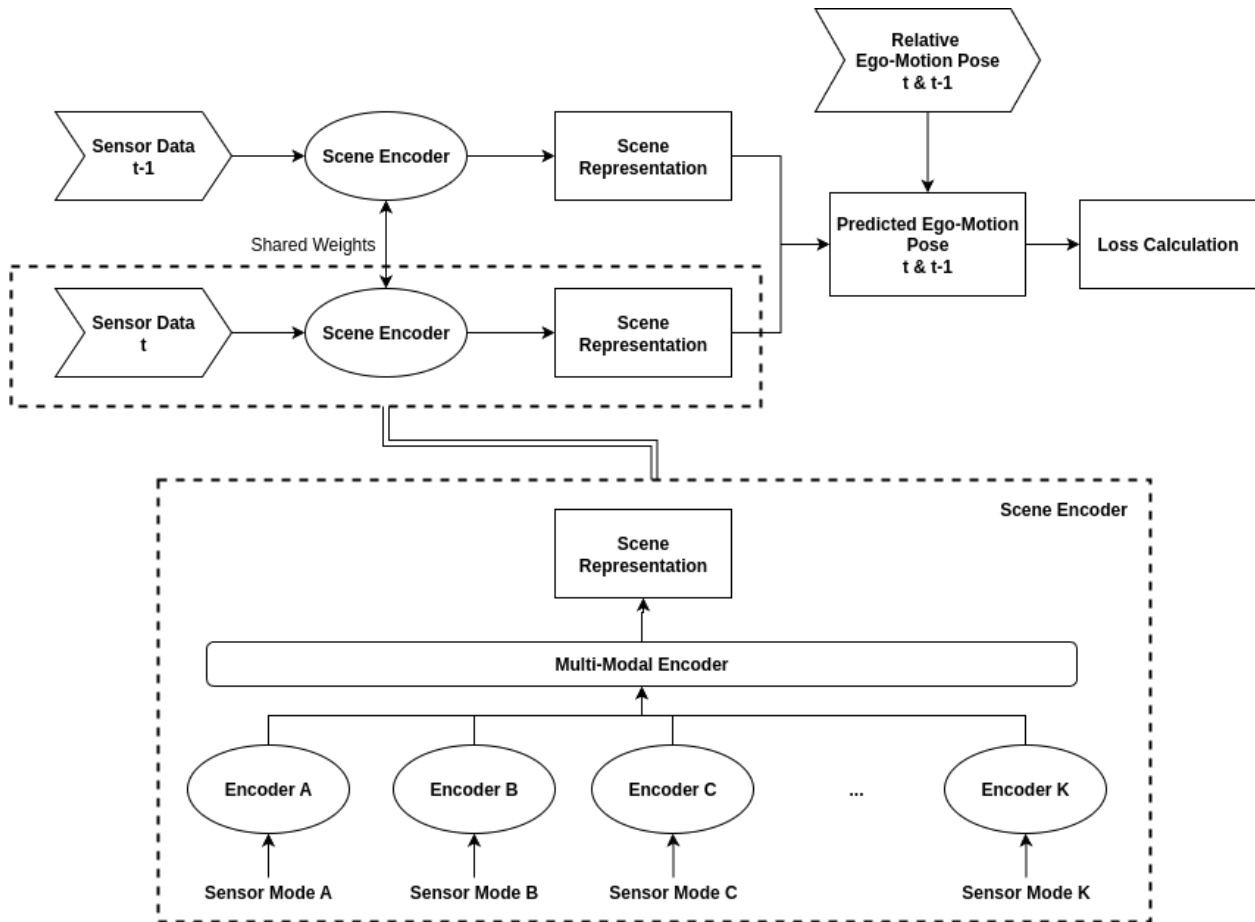 Relative
Ego-Motion Pose
t & t-1
Sensor Data
t-1
Scene Encoder
Scene
Representation
Shared Weights
Predicted Ego-Motion
Pose
t & t-1
Loss Calculation
Sensor Data
t
Scene Encoder
Scene
Representation
Scene Encoder
Scene
Representation
Multi-Modal Encoder
Encoder A
Encoder B
Encoder C
...
Encoder K
Sensor Mode A
Sensor Mode B
Sensor Mode C
Sensor Mode K